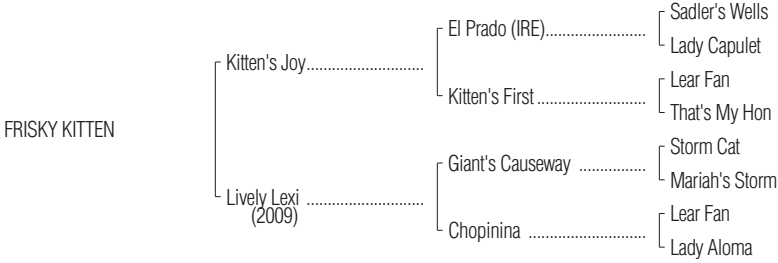 Sadler's Wells
El Prado (IRE)..........................
Lady Capulet
Kitten's Joy..............................
Lear Fan
Kitten's First ............................
That's My Hon
FRISKY KITTEN
Storm Cat
Giant's Causeway .................
Mariah's Storm
Lively Lexi ..............................
(2009)
Lear Fan
Chopinina ..............................
Lady Aloma